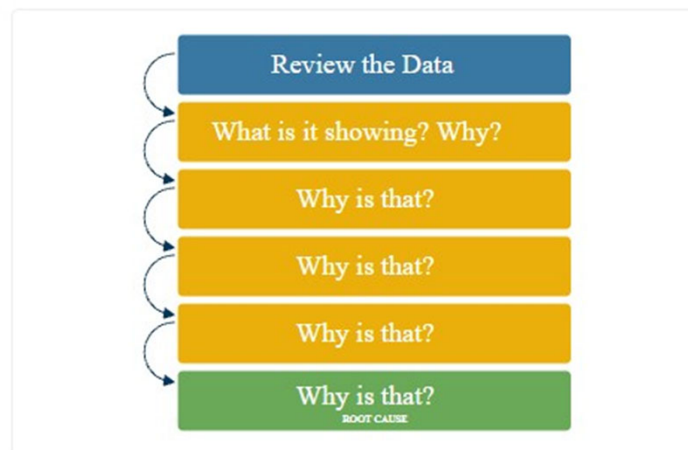 Review the Data
What is it showing? Why?
Why is that?
Why is that?
Why is that?
Why is that?
ROOT CAUSE